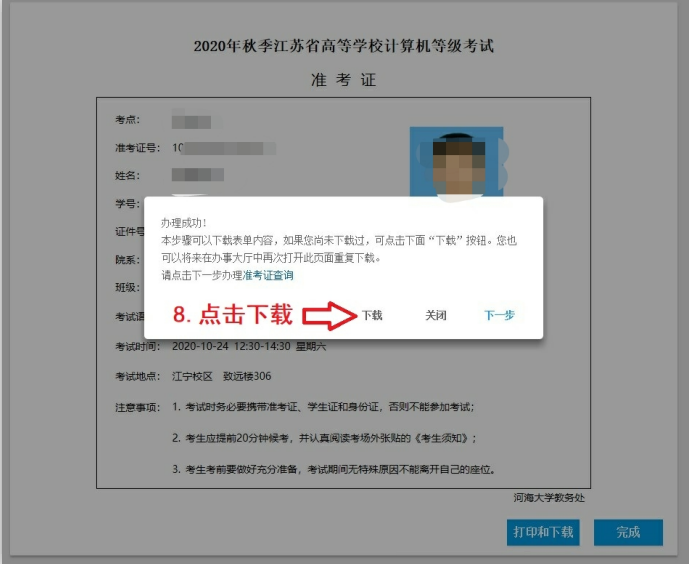 2020年秋季江苏省高等学校计算机等级考试
准 考 证
考点：
准考证号： 10
姓名：
学号：
证件号
院系：
班级：
考试语
办理成功！
本步骤可以下载表单内容，如果您尚未下载过，可点击下面“下载”按钮。您也
可以将来在办事大厅中再次打开此页面重复下载。
请点击下一步办理准考证查询
8. 点击下载
下载 关闭 下一步
考试时间： 2020-10-24 12:30-14:30 星期六
考试地点： 江宁校区 致远楼306
注意事项： 1. 考试时务必要携带准考证、学生证和身份证，否则不能参加考试；
2. 考生应提前20分钟候考，并认真阅读考场外张贴的《考生须知》；
3. 考生考前要做好充分准备，考试期间无特殊原因不能离开自己的座位。
河海大学教务处
打印和下载 完成